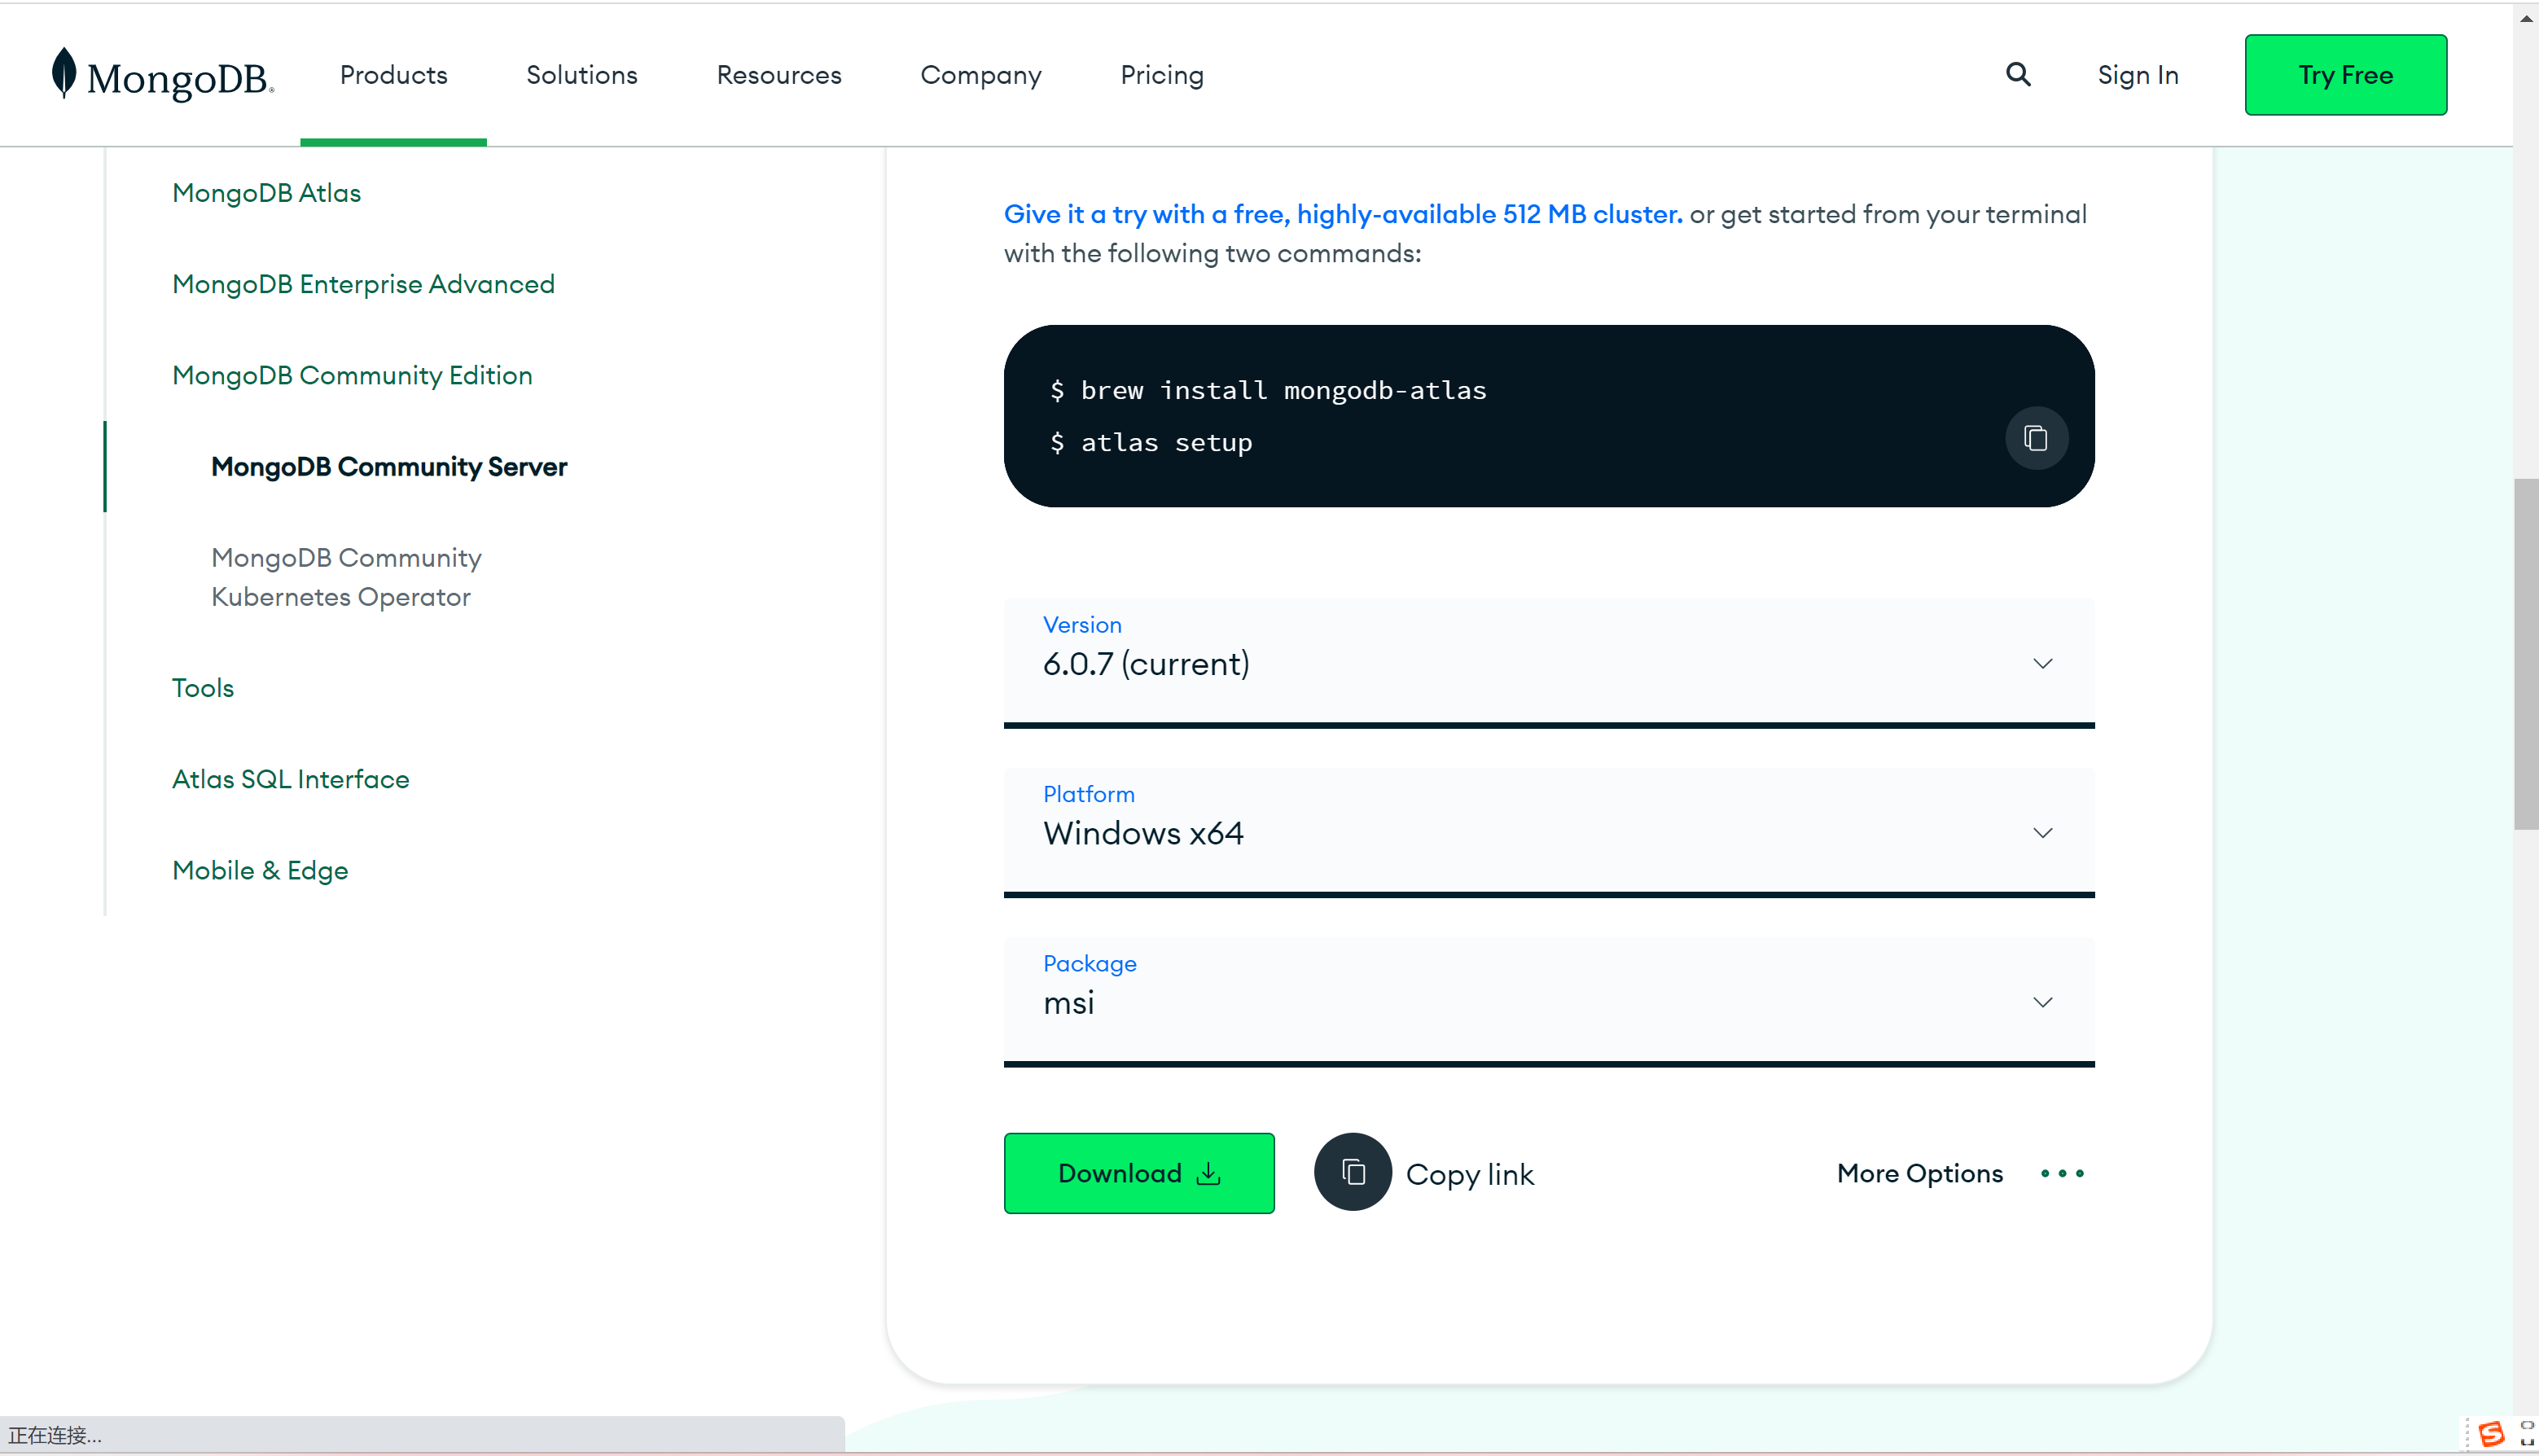 MongoDB®
Products
Solutions
Resources
Company
Pricing
Sign In
Try Free
MongoDB Atlas
MongoDB Enterprise Advanced
MongoDB Community Edition
MongoDB Community Server
MongoDB Community
Kubernetes Operator
Tools
Atlas SQL Interface
Mobile & Edge
Give it a try with a free, highly-available 512 MB cluster. or get started from your terminal
with the following two commands:
$ brew install mongodb-atlas
$ atlas setup
Version
6.0.7 (current)
Platform
Windows x64
Package
msi
Download
Copy link
More Options
正在连接...